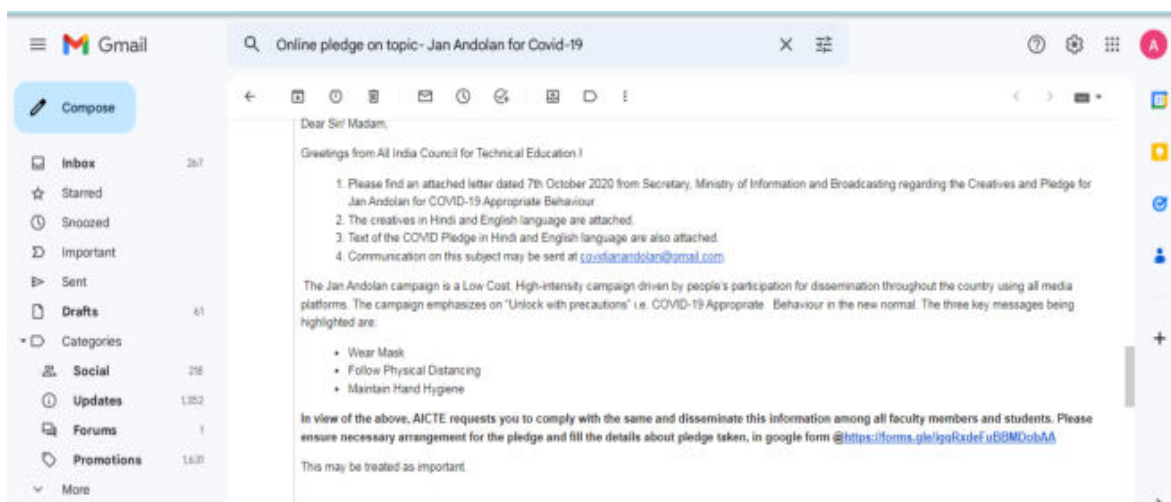 Gmail
Online pledge on topic- Jan Andolan for Covid-19
A
Compose
Dear Sir/ Madam,
Greetings from All India Council for Technical Education !
Inbox 267
1. Please find an attached letter dated 7th October 2020 from Secretary, Ministry of Information and Broadcasting regarding the Creatives and Pledge for
Jan Andolan for COVID-19 Appropriate Behaviour
Starred
2. The creatives in Hindi and English language are attached.
Snoozed
3. Text of the COVID Pledge in Hindi and English language are also attached.
Important
4. Communication on this subject may be sent at covidjanandolan@gmail.com
Sent
The Jan Andolan campaign is a Low Cost, High-intensity campaign driven by people's participation for dissemination throughout the country using all media
Drafts 61
platforms. The campaign emphasizes on "Unlock with precautions" i.e. COVID-19 Appropriate Behaviour in the new normal. The three key messages being
highlighted are:
Categories
• Wear Mask
Social 218
• Follow Physical Distancing
• Maintain Hand Hygiene
Updates 1,352
In view of the above, AICTE requests you to comply with the same and disseminate this information among all faculty members and students. Please
Forums 1
ensure necessary arrangement for the pledge and fill the details about pledge taken, in google form @
Promotions 1,631
This may be treated as important.
More